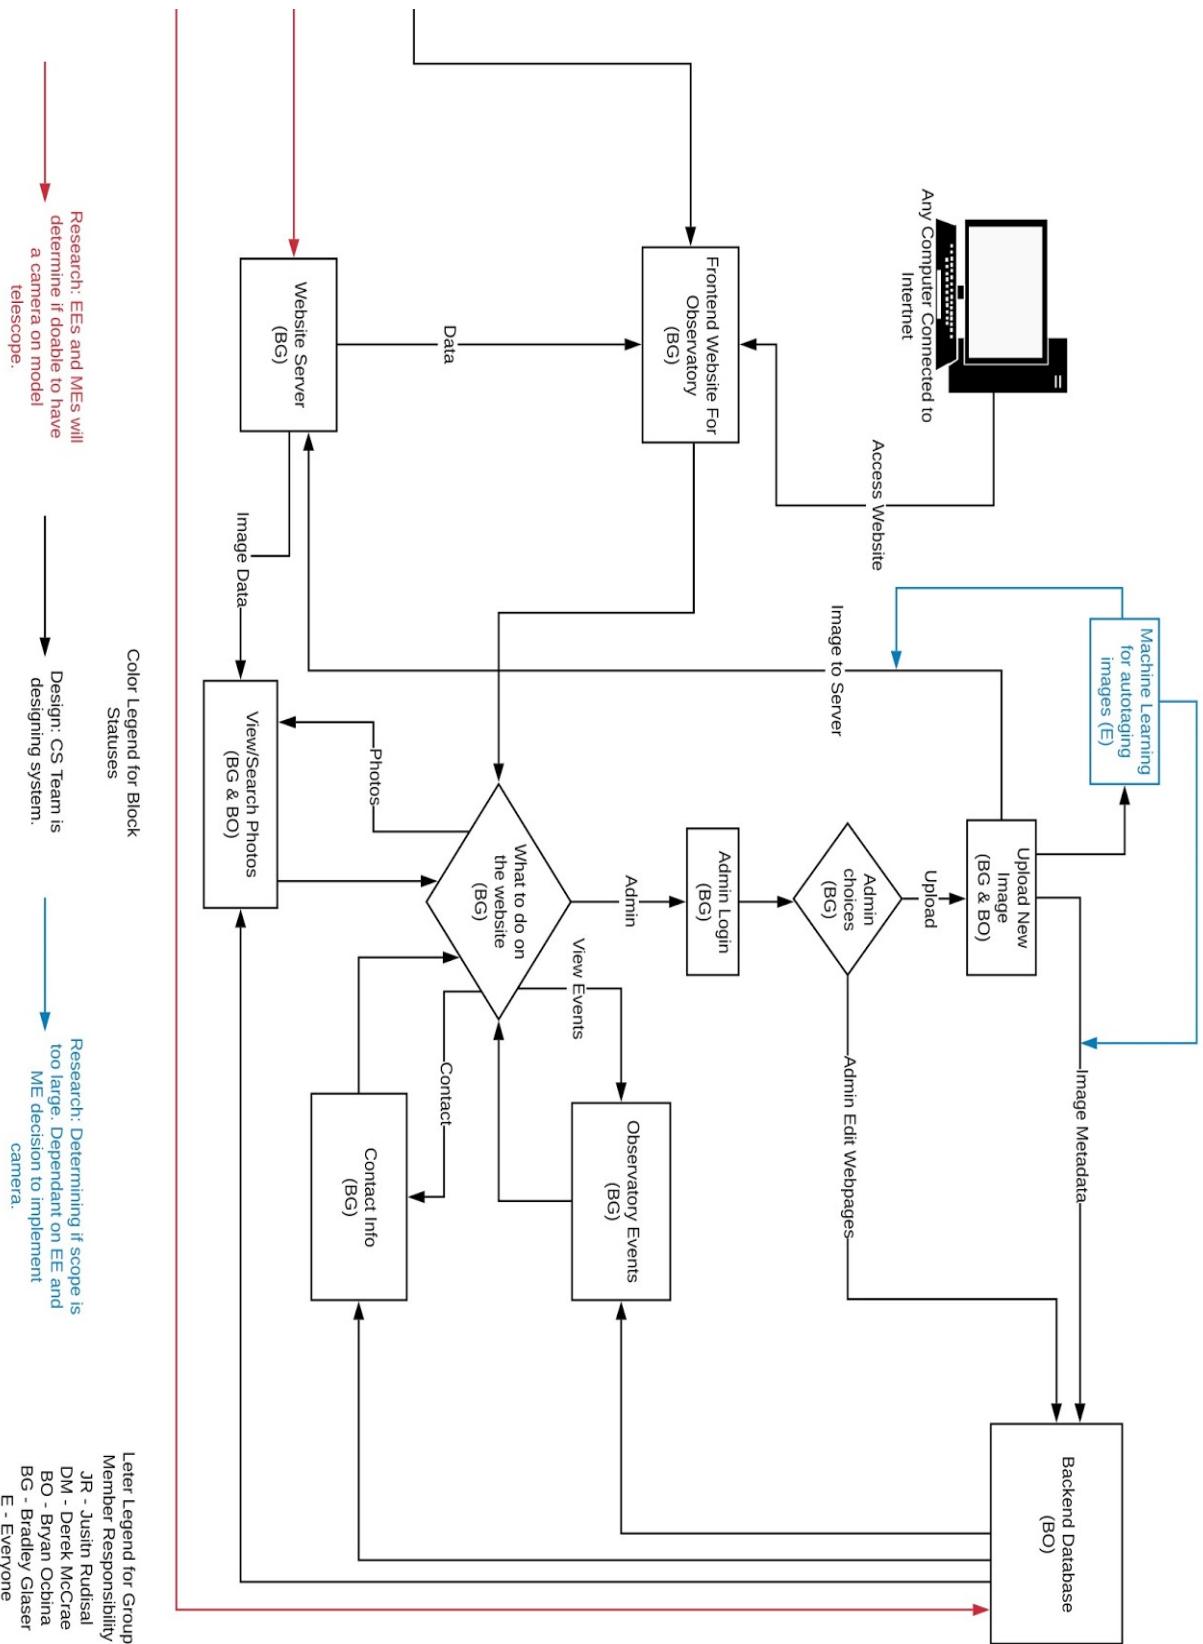 Any Computer Connected to
Internet
Access Website
Machine Learning
for autotaging
images (E)
Frontend Website For
Observatory
(BG)
Image to Server
Upload New
Image
(BG & BO)
Image Metadata
Upload
Admin
choices
(BG)
Admin Edit Webpages
Backend Database
(BO)
Admin Login
(BG)
Admin
Data
What to do on
the website
(BG)
View Events
Observatory Events
(BG)
Contact
Contact Info
(BG)
Website Server
(BG)
Image Data
Photos
View/Search Photos
(BG & BO)
Color Legend for Block
Statuses
Research: EEs and MEs will
determine if doable to have
a camera on model
telescope.
Design: CS Team is
designing system.
Research: Determining if scope is
too large. Dependant on EE and
ME decision to implement
camera.
Leter Legend for Group
Member Responsibility
JR - Jusitn Rudisal
DM - Derek McCrae
BO - Bryan Ocbina
BG - Bradley Glaser
E - Everyone